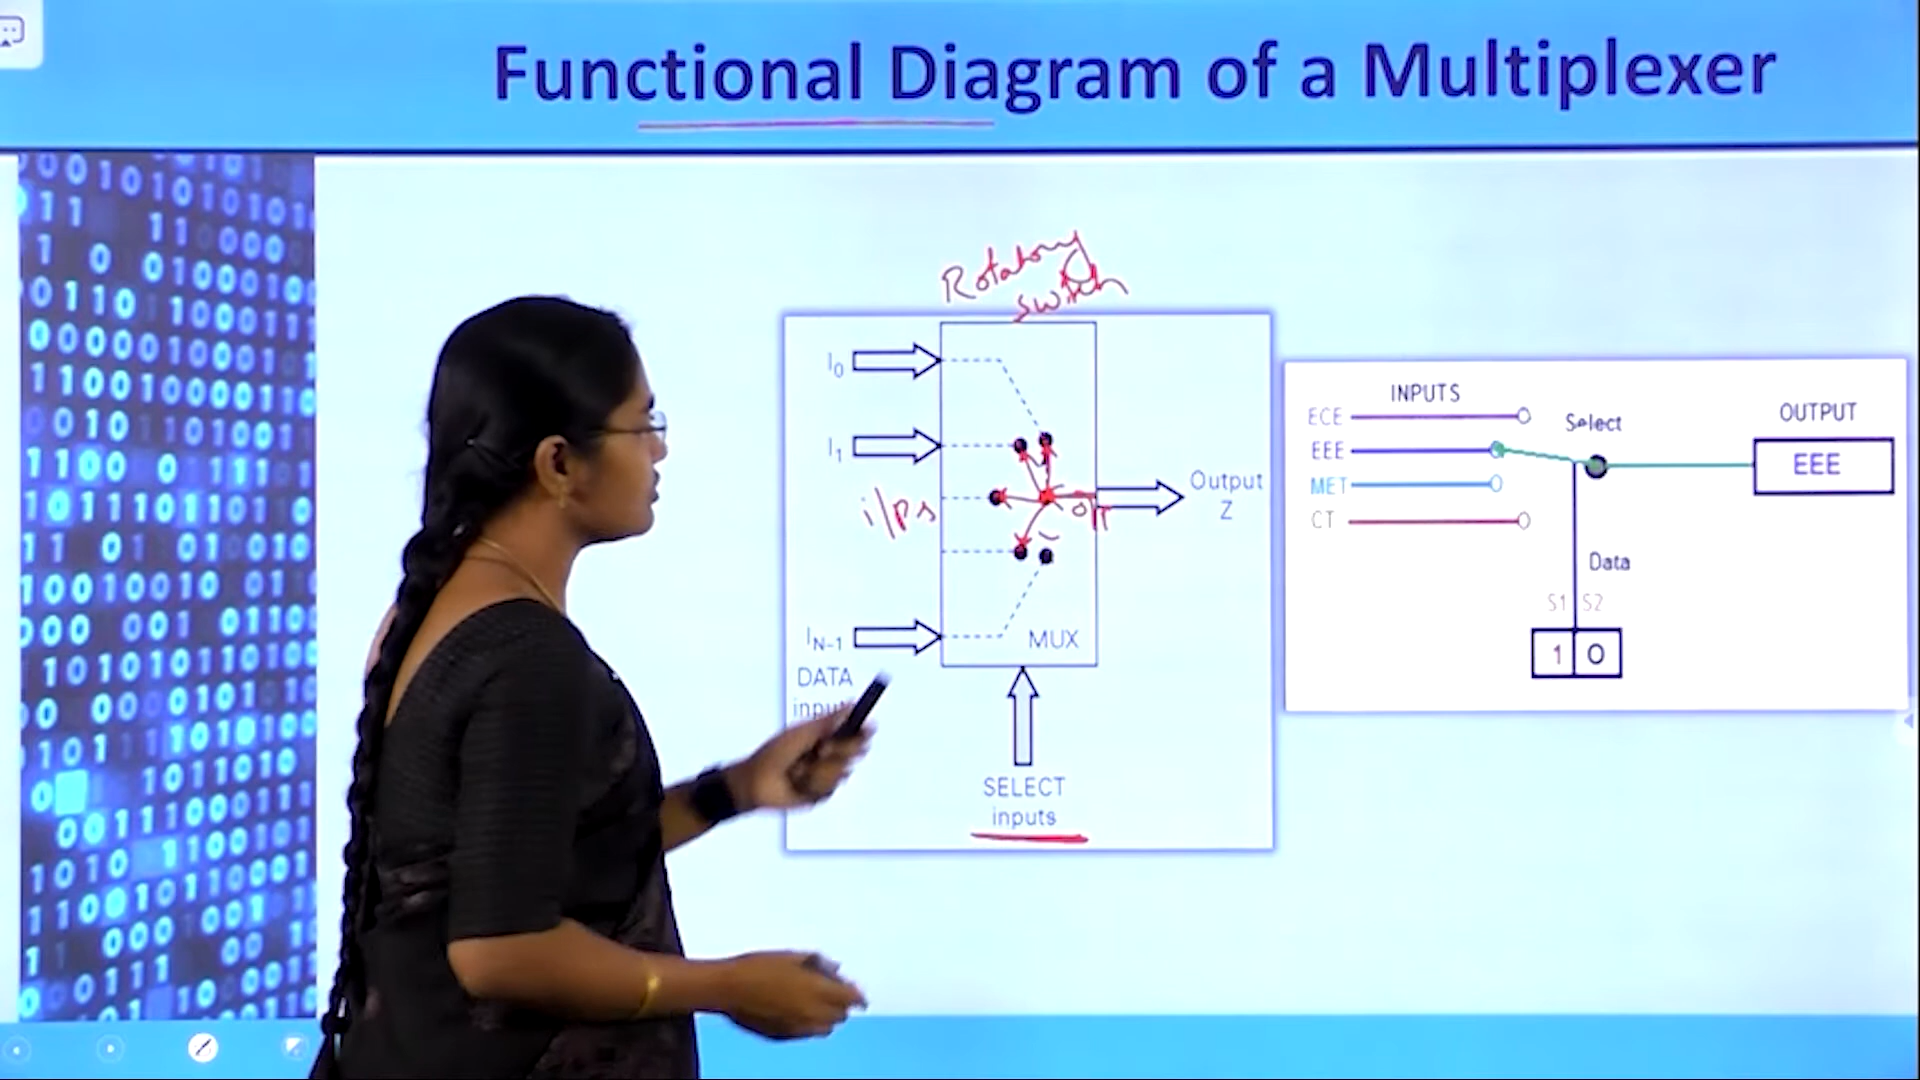 Functional Diagram of a Multiplexer
Rotatory
switch
I0
I1
i/ps
o/p
Output
Z
IN-1
MUX
DATA
SELECT
inputs
INPUTS
ECE
EEE
MET
CT
Select
OUTPUT
EEE
Data
S1 S2
1 0